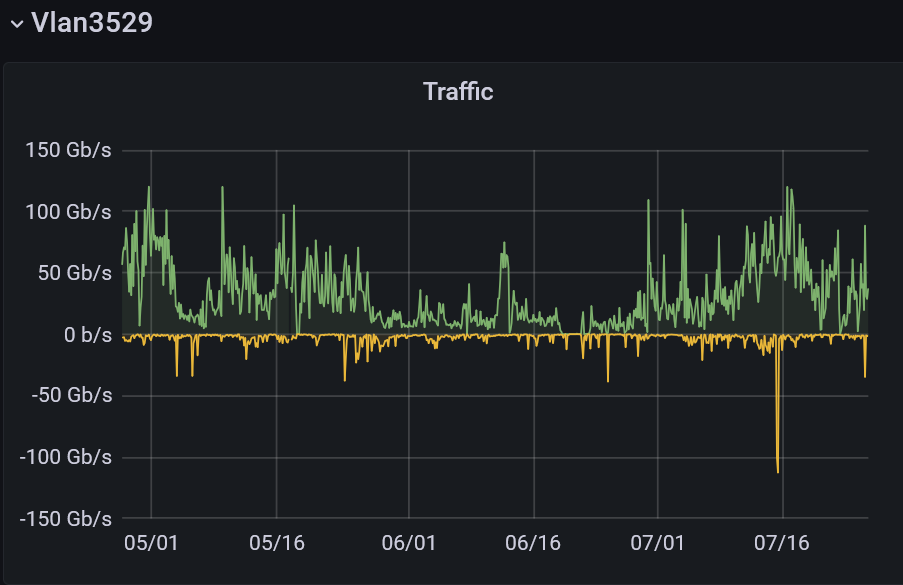 Vlan3529
Traffic
150 Gb/s
100 Gb/s
50 Gb/s
0 b/s
-50 Gb/s
-100 Gb/s
-150 Gb/s
05/01 05/16 06/01 06/16 07/01 07/16